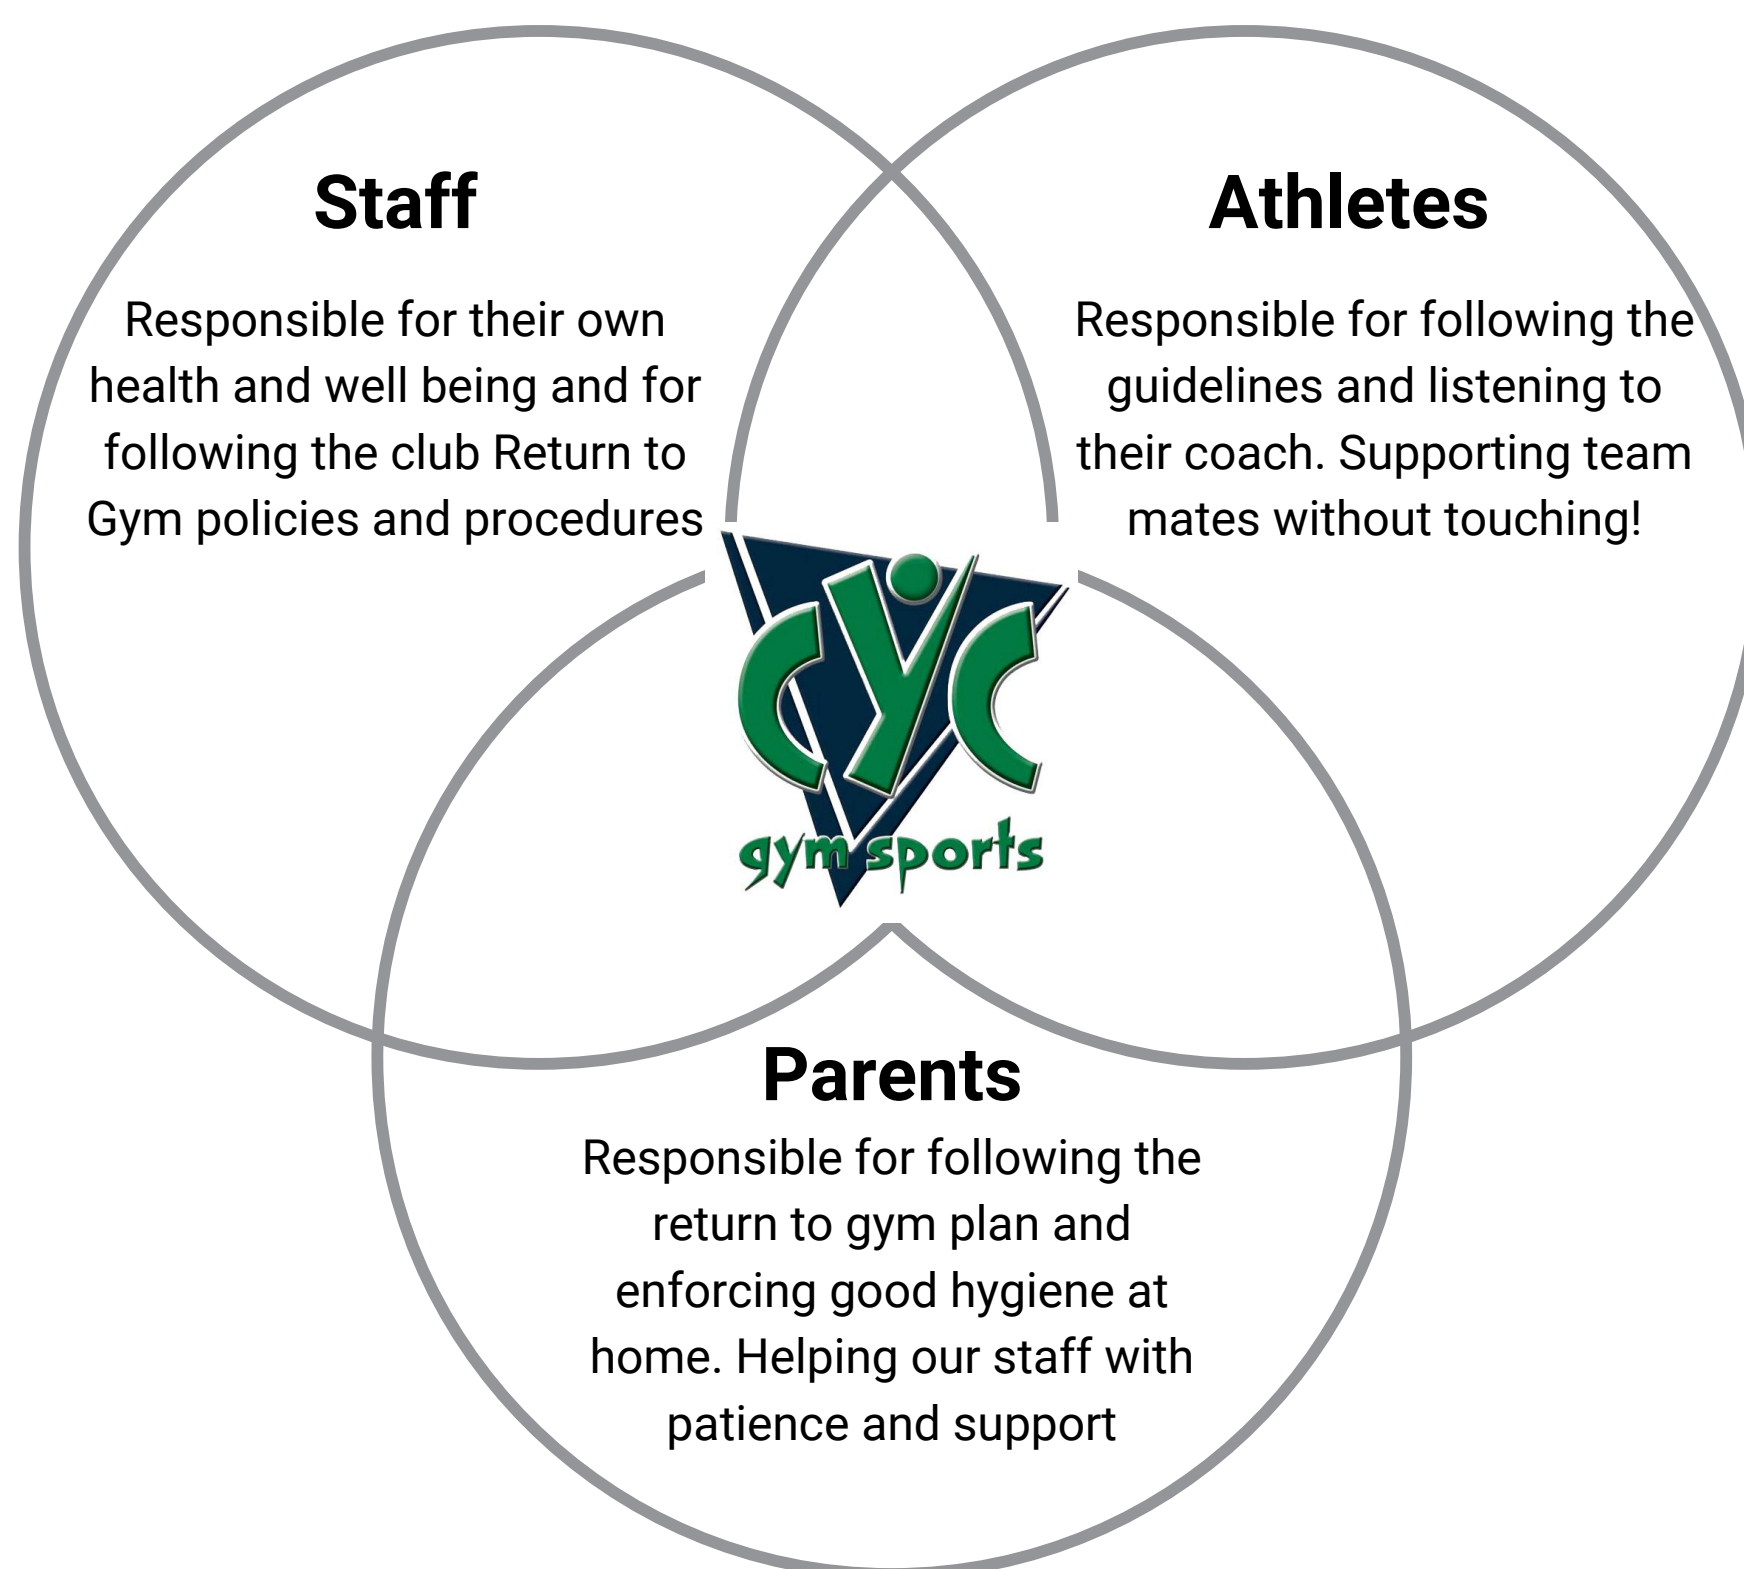 Staff
Responsible for their own
health and well being and for
following the club Return to
Gym policies and procedures
Athletes
Responsible for following the
guidelines and listening to
their coach. Supporting team
mates without touching!
CYC
gym sports
Parents
Responsible for following the
return to gym plan and
enforcing good hygiene at
home. Helping our staff with
patience and support